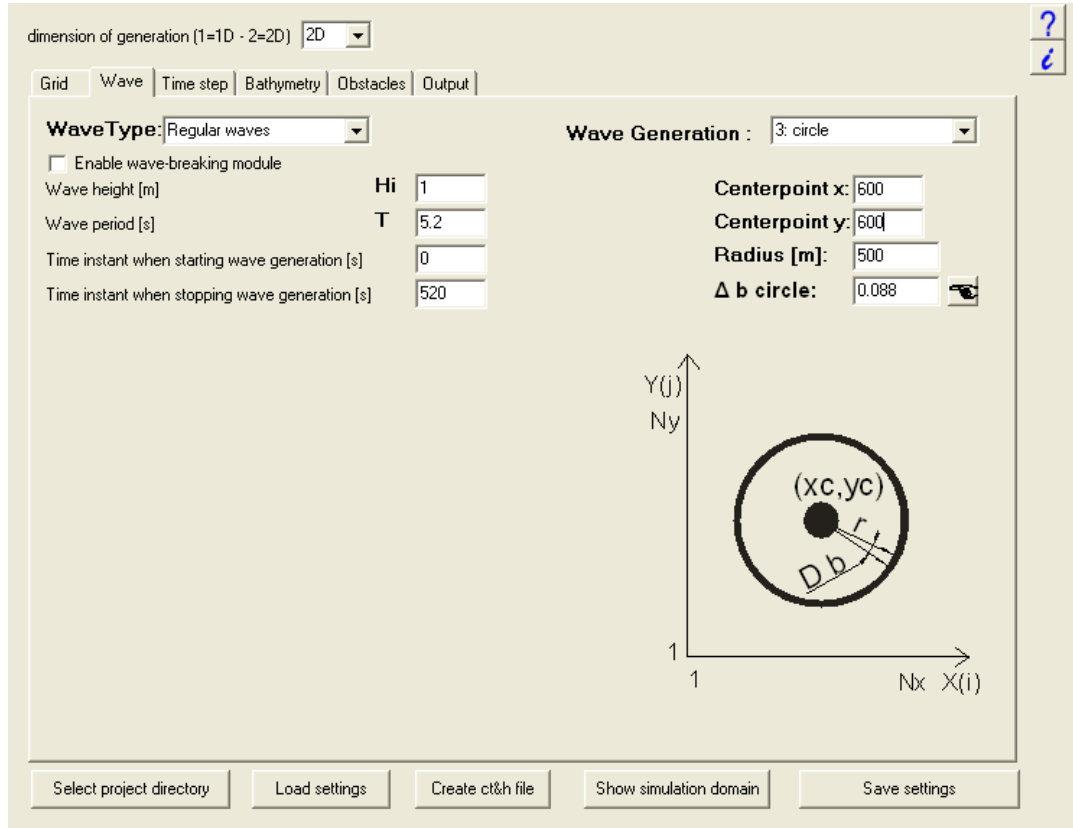 dimension of generation (1=1D - 2=2D) 2D
?
i
Grid Wave Time step Bathymetry Obstacles Output
WaveType: Regular waves
Wave Generation : 3: circle
Enable wave-breaking module
Wave height [m] Hi 1
Wave period [s] T 5.2
Time instant when starting wave generation [s] 0
Time instant when stopping wave generation [s] 520
Centerpoint x: 600
Centerpoint y: 600
Radius [m]: 500
Δ b circle: 0.088
Y(j)
Ny
(xc,yc)
r
D b
1
1
Nx X(i)
Select project directory Load settings Create ct&h file Show simulation domain Save settings